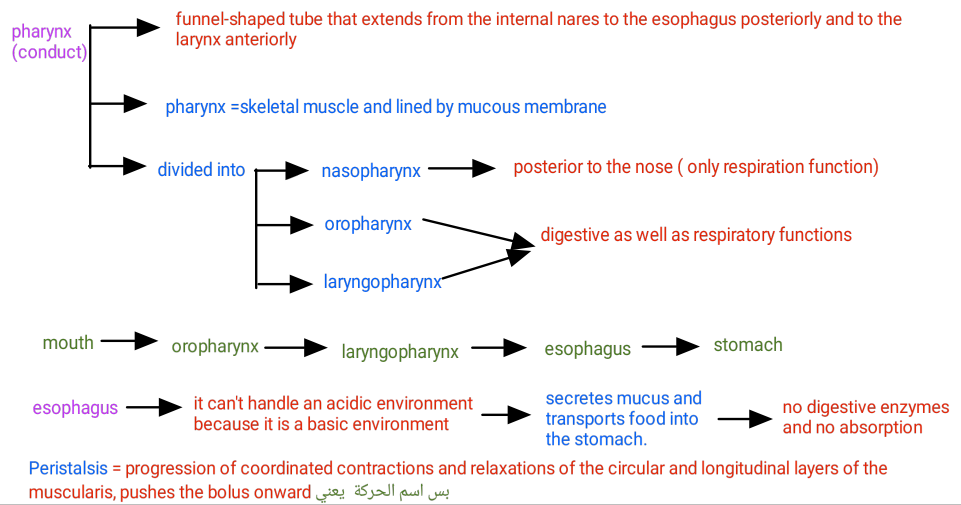 funnel-shaped tube that extends from the internal nares to the esophagus posteriorly and to the
larynx anteriorly
pharynx
(conduct)
pharynx =skeletal muscle and lined by mucous membrane
divided into
nasopharynx
posterior to the nose ( only respiration function)
oropharynx
digestive as well as respiratory functions
laryngopharynx
mouth
oropharynx
laryngopharynx
esophagus
stomach
esophagus
it can't handle an acidic environment
because it is a basic environment
secretes mucus and
transports food into
the stomach.
no digestive enzymes
and no absorption
Peristalsis = progression of coordinated contractions and relaxations of the circular and longitudinal layers of the
muscularis, pushes the bolus onward بس اسم الحركة يعني